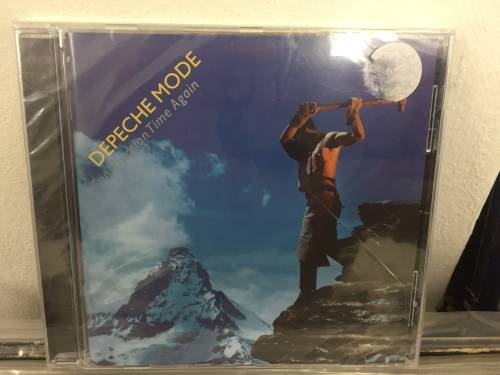 DEPECHE MODE
Construction Time Again